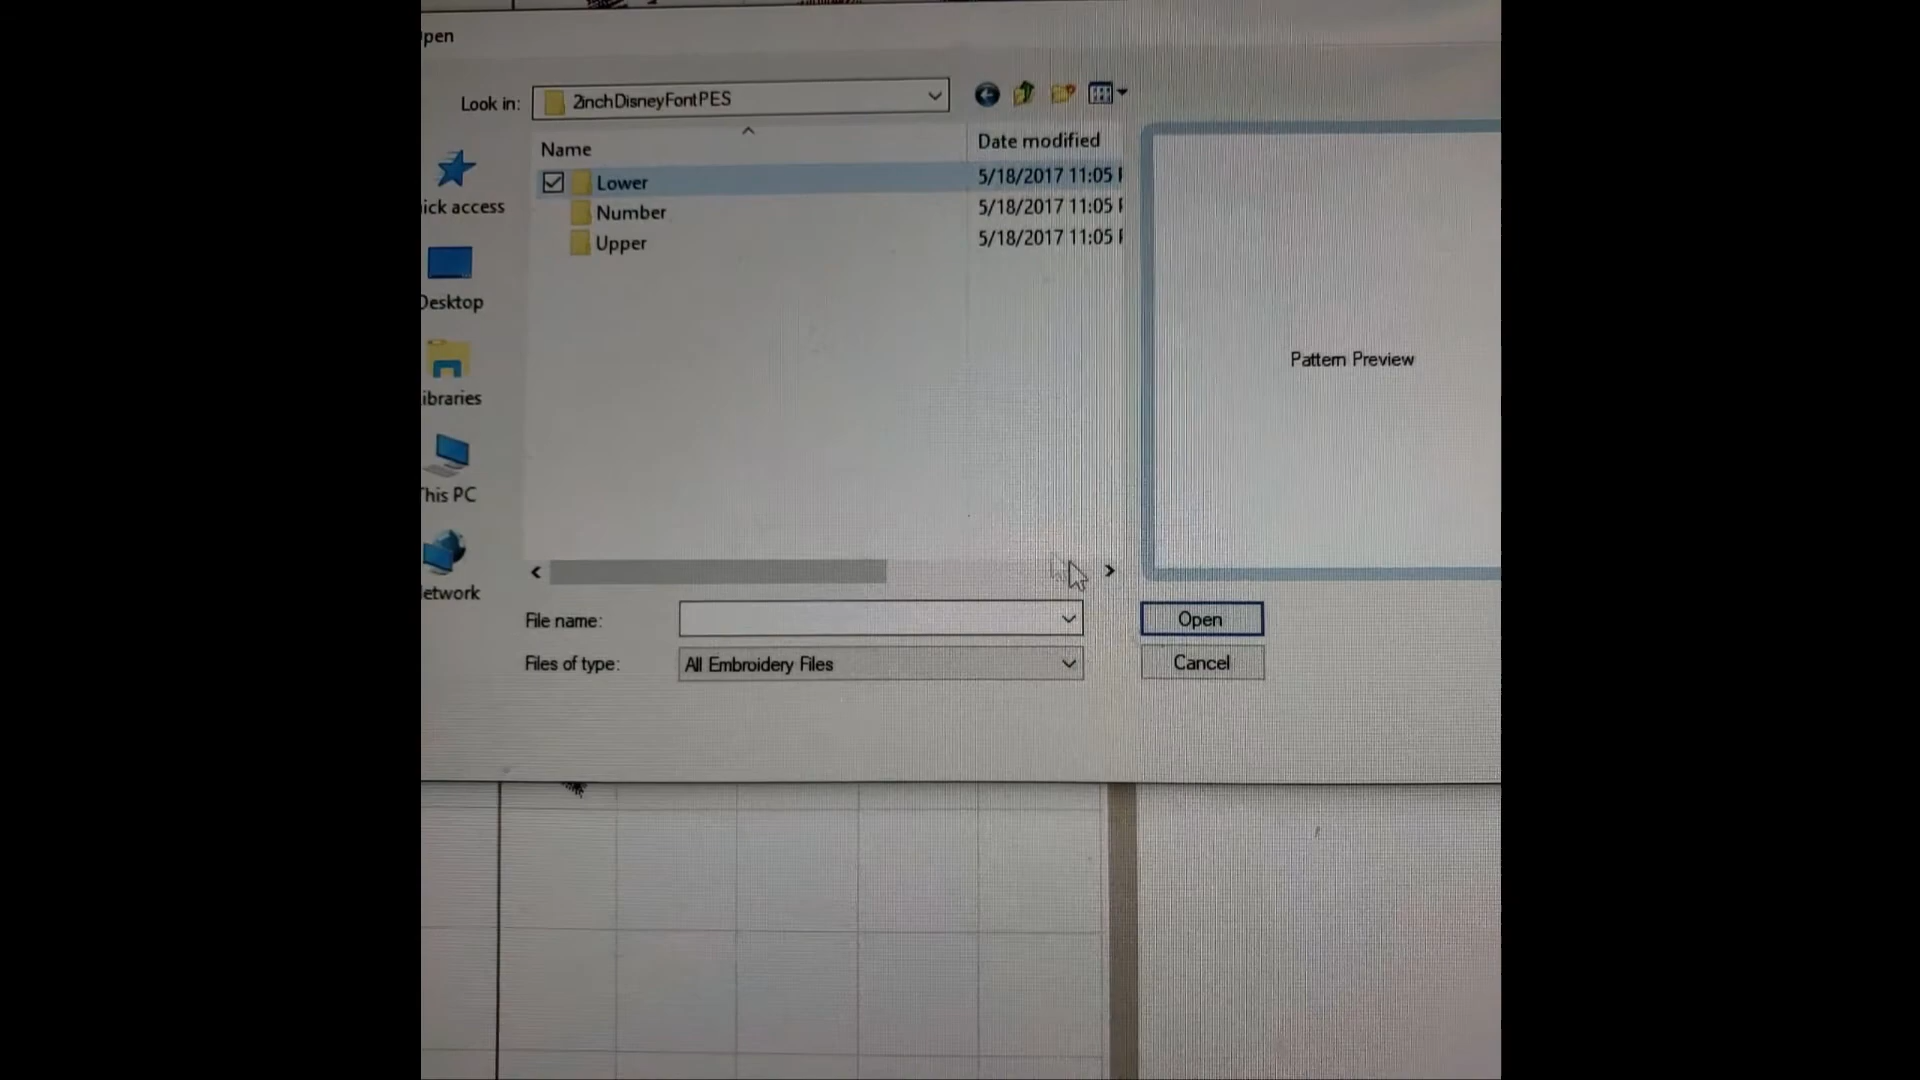 pen
Look in: 2inchDisneyFontPES
Name Date modified
Lower 5/18/2017 11:05
Number 5/18/2017 11:05
Upper 5/18/2017 11:05
ick access
Desktop
ibraries
This PC
etwork
Pattern Preview
File name: Open
Files of type: All Embroidery Files Cancel